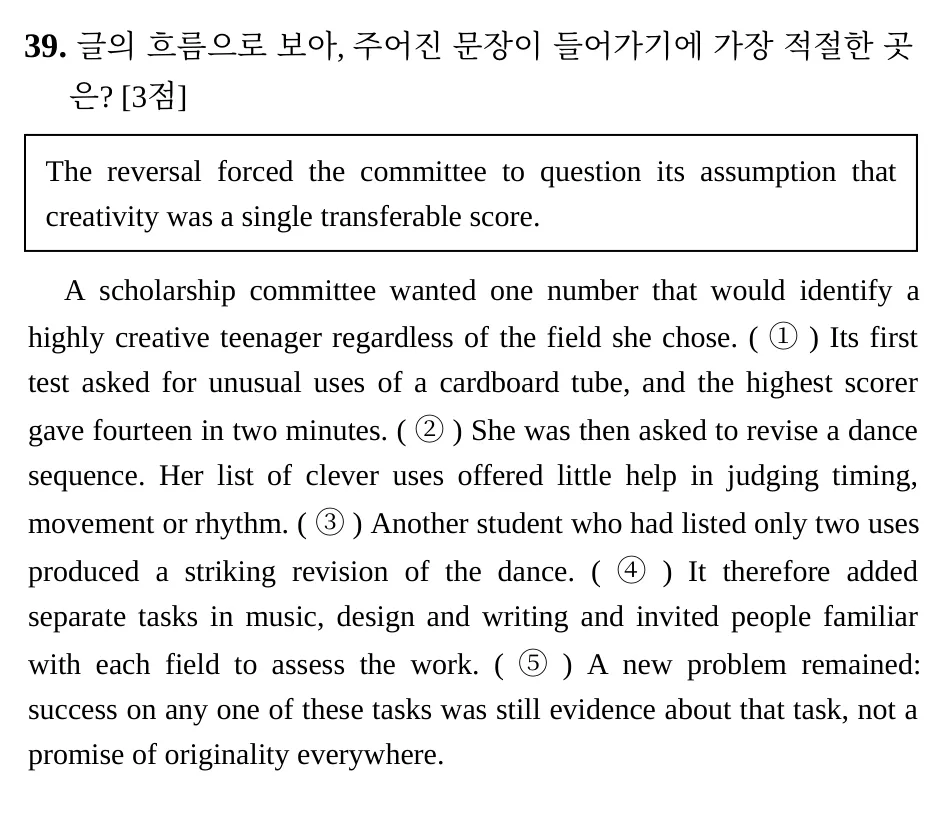 39. 글의 흐름으로 보아, 주어진 문장이 들어가기에 가장 적절한 곳
은? [3점]
The reversal forced the committee to question its assumption that
creativity was a single transferable score.
A scholarship committee wanted one number that would identify a
highly creative teenager regardless of the field she chose. ( ① ) Its first
test asked for unusual uses of a cardboard tube, and the highest scorer
gave fourteen in two minutes. ( ② ) She was then asked to revise a dance
sequence. Her list of clever uses offered little help in judging timing,
movement or rhythm. ( ③ ) Another student who had listed only two uses
produced a striking revision of the dance. ( ④ ) It therefore added
separate tasks in music, design and writing and invited people familiar
with each field to assess the work. ( ⑤ ) A new problem remained:
success on any one of these tasks was still evidence about that task, not a
promise of originality everywhere.